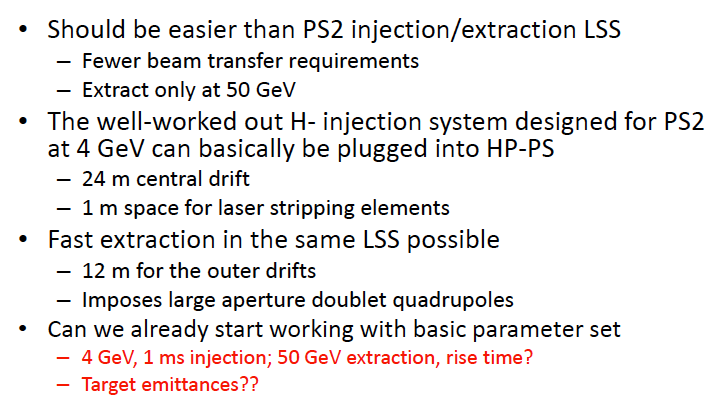 • Should be easier than PS2 injection/extraction LSS
– Fewer beam transfer requirements
– Extract only at 50 GeV
• The well-worked out H- injection system designed for PS2
at 4 GeV can basically be plugged into HP-PS
– 24 m central drift
– 1 m space for laser stripping elements
• Fast extraction in the same LSS possible
– 12 m for the outer drifts
– Imposes large aperture doublet quadrupoles
• Can we already start working with basic parameter set
– 4 GeV, 1 ms injection; 50 GeV extraction, rise time?
– Target emittances??